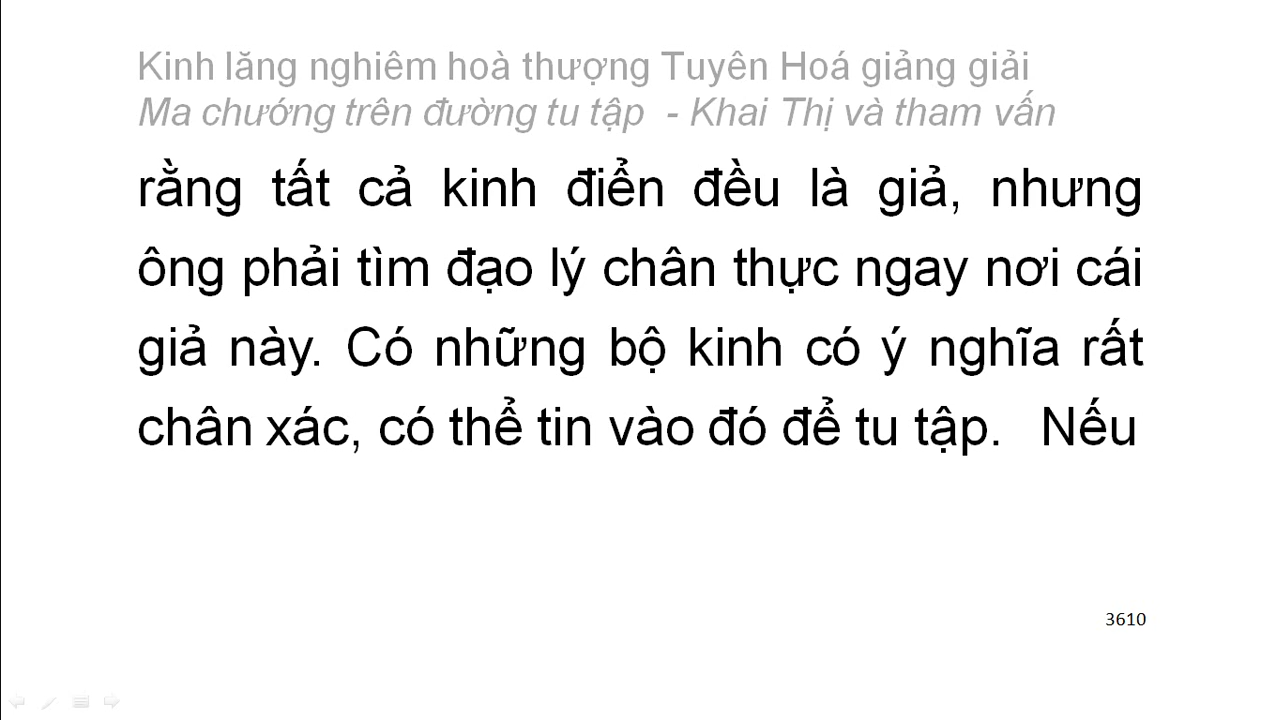 Kinh lăng nghiêm hoà thượng Tuyên Hoá giảng giải
Ma chướng trên đường tu tập - Khai Thị và tham vấn
rằng tất cả kinh điển đều là giả, nhưng
ông phải tìm đạo lý chân thực ngay nơi cái
giả này. Có những bộ kinh có ý nghĩa rất
chân xác, có thể tin vào đó để tu tập. Nếu
3610